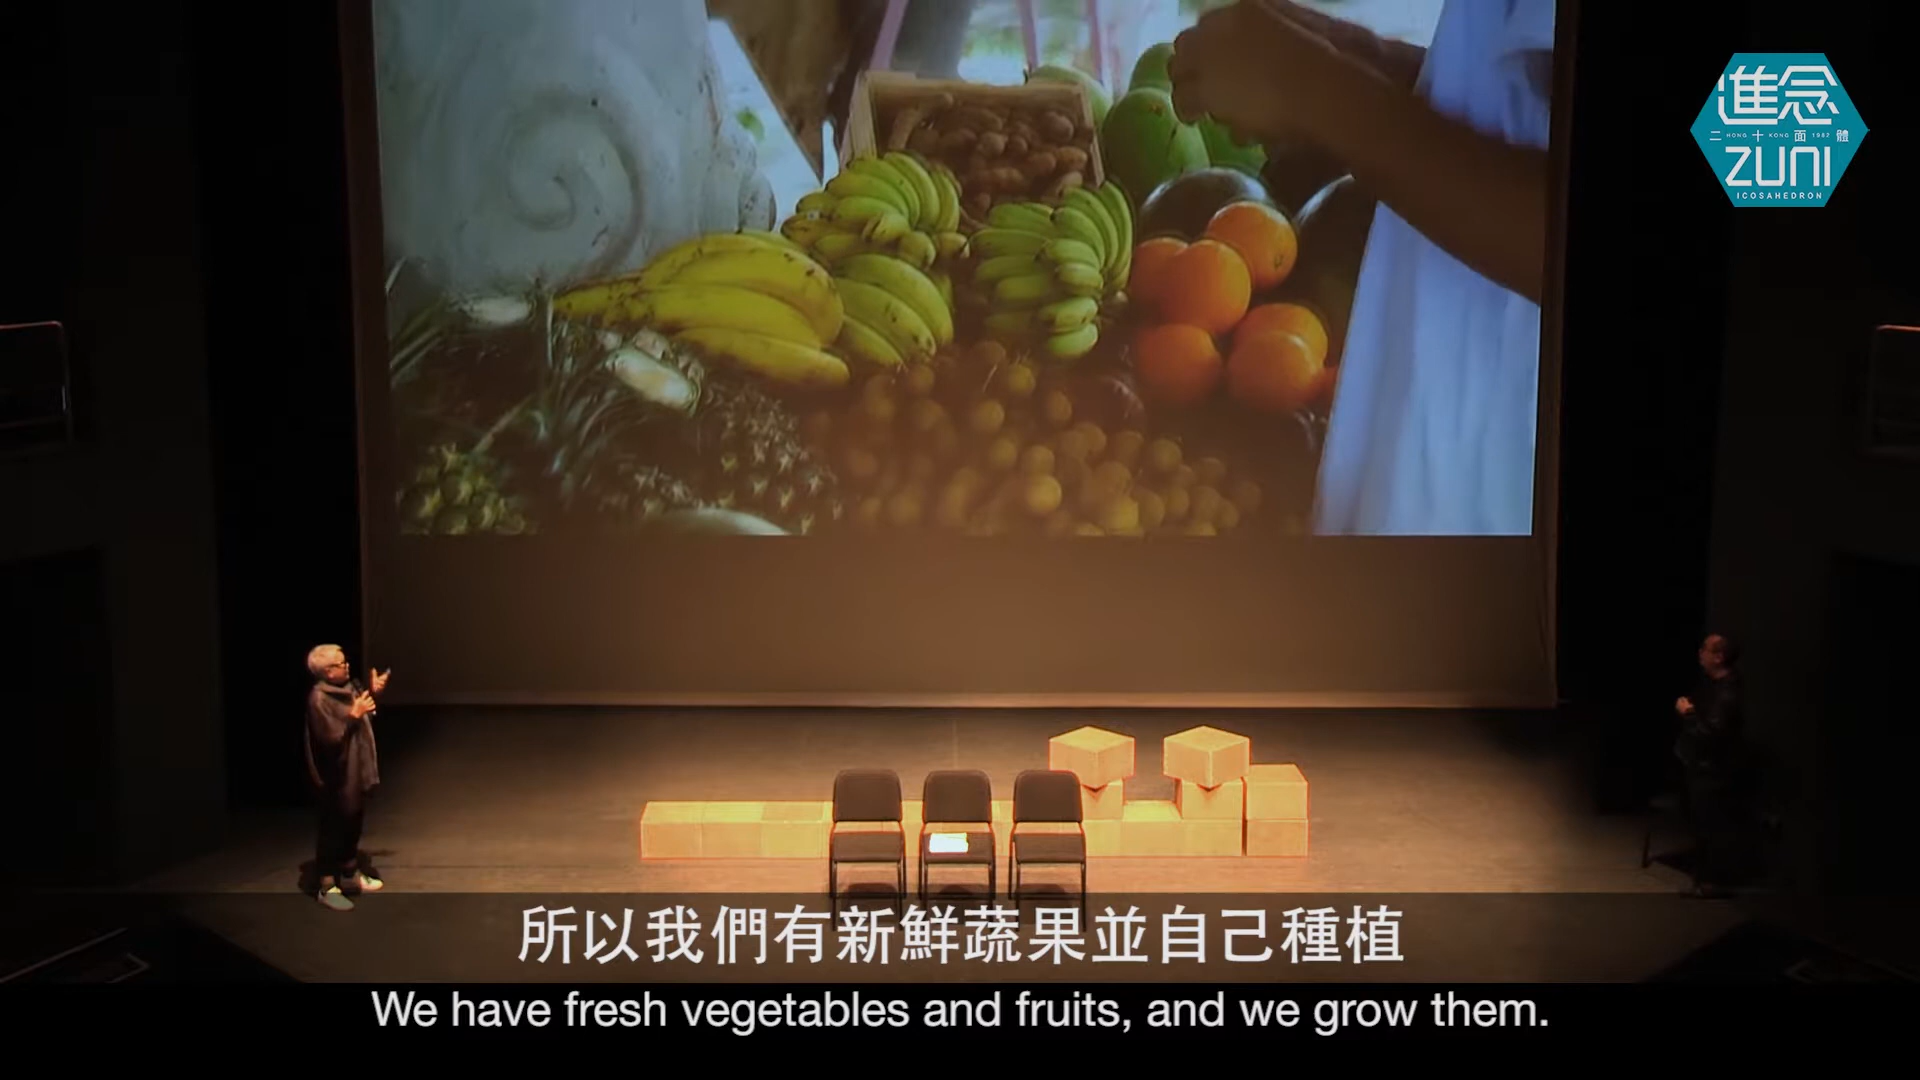 進念
二十面體
HONG KONG 1982
ZUNI
ICOSAHEDRON
所以我們有新鮮蔬果並自己種植
We have fresh vegetables and fruits, and we grow them.